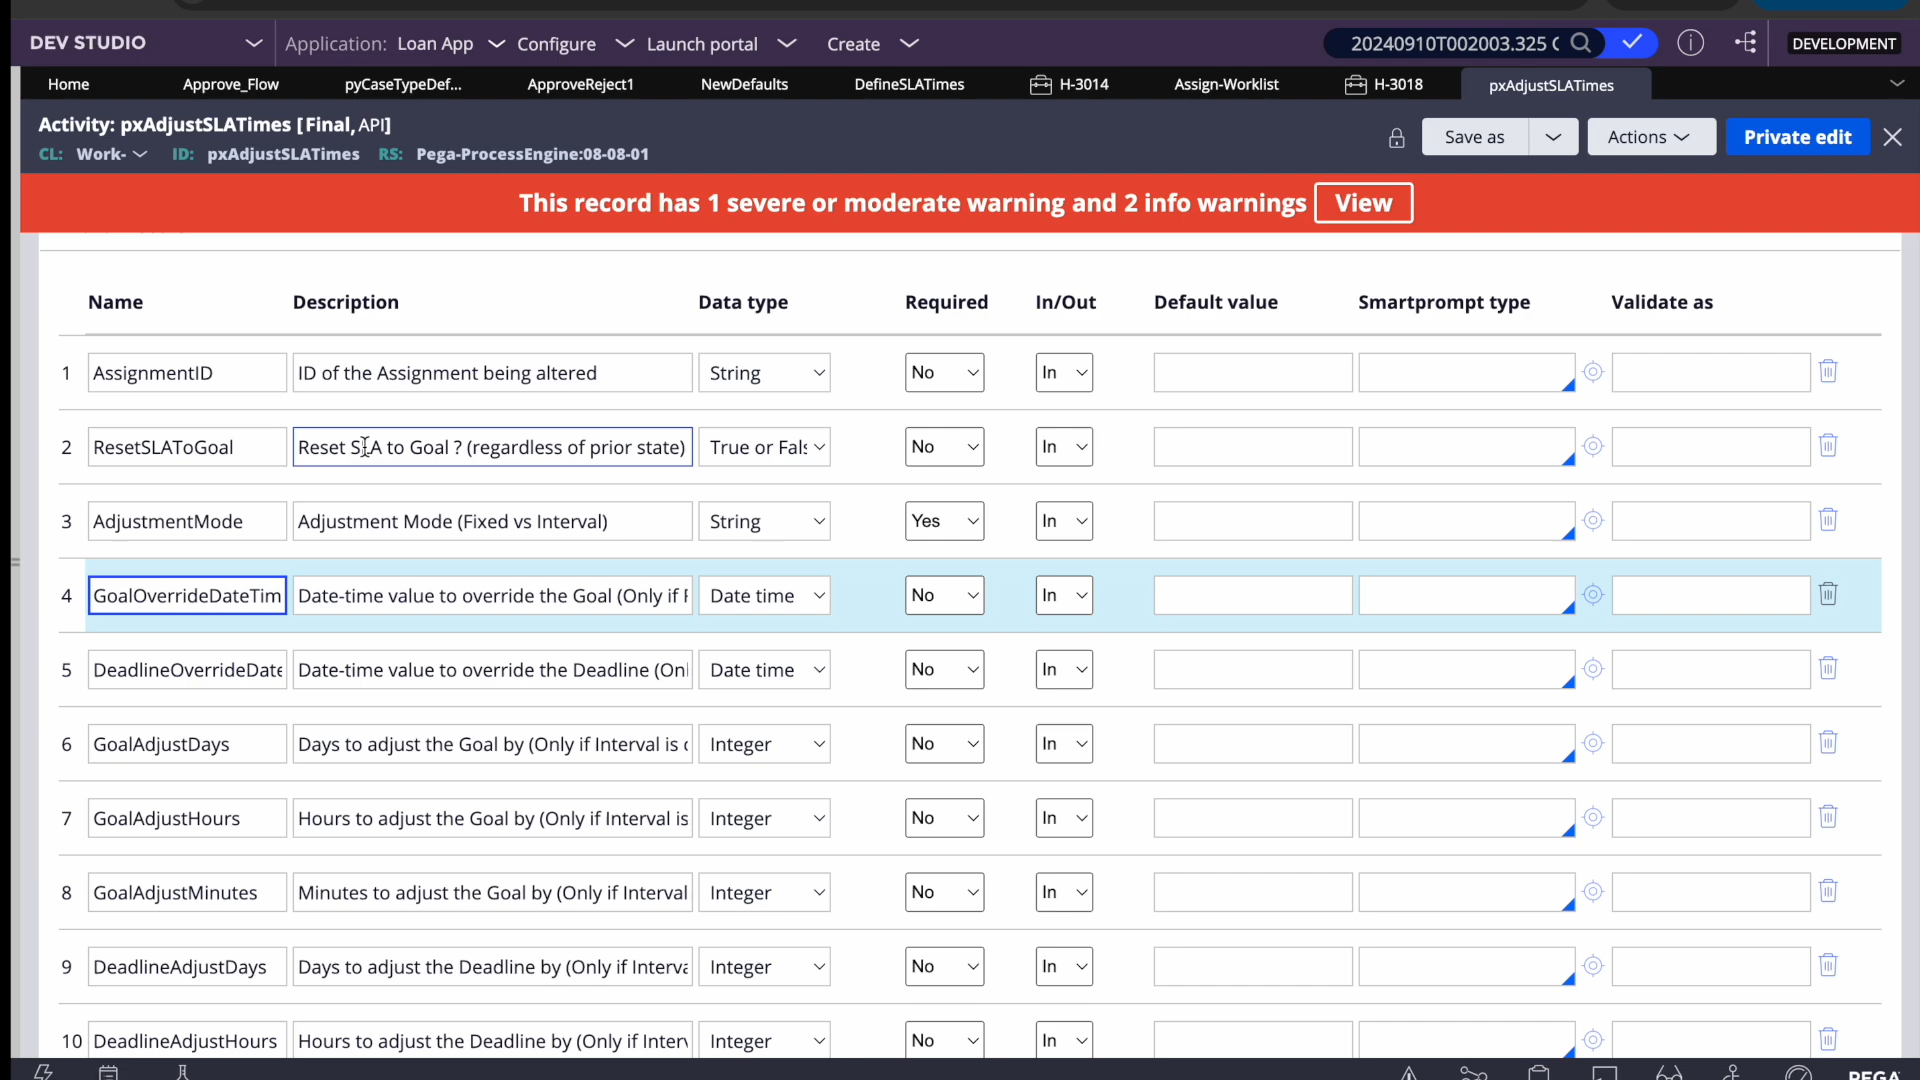 DEV STUDIO Application: Loan App Configure Launch portal Create 20240910T002003.325 DEVELOPMENT
Home Approve_Flow pyCaseTypeDef... ApproveReject1 NewDefaults DefineSLATimes H-3014 Assign-Worklist H-3018 pxAdjustSLATimes
Activity: pxAdjustSLATimes [Final, API] Save as Actions Private edit
CL: Work- ID: pxAdjustSLATimes RS: Pega-ProcessEngine:08-08-01
This record has 1 severe or moderate warning and 2 info warnings View
Name Description Data type Required In/Out Default value Smartprompt type Validate as
1 AssignmentID ID of the Assignment being altered String No In
2 ResetSLAToGoal Reset SLA to Goal ? (regardless of prior state) True or Fals No In
3 AdjustmentMode Adjustment Mode (Fixed vs Interval) String Yes In
4 GoalOverrideDateTim Date-time value to override the Goal (Only if Date time No In
5 DeadlineOverrideDate Date-time value to override the Deadline (Onl Date time No In
6 GoalAdjustDays Days to adjust the Goal by (Only if Interval is Integer No In
7 GoalAdjustHours Hours to adjust the Goal by (Only if Interval is Integer No In
8 GoalAdjustMinutes Minutes to adjust the Goal by (Only if Interval Integer No In
9 DeadlineAdjustDays Days to adjust the Deadline by (Only if Interva Integer No In
10 DeadlineAdjustHours Hours to adjust the Deadline by (Only if Inter Integer No In
PEGA